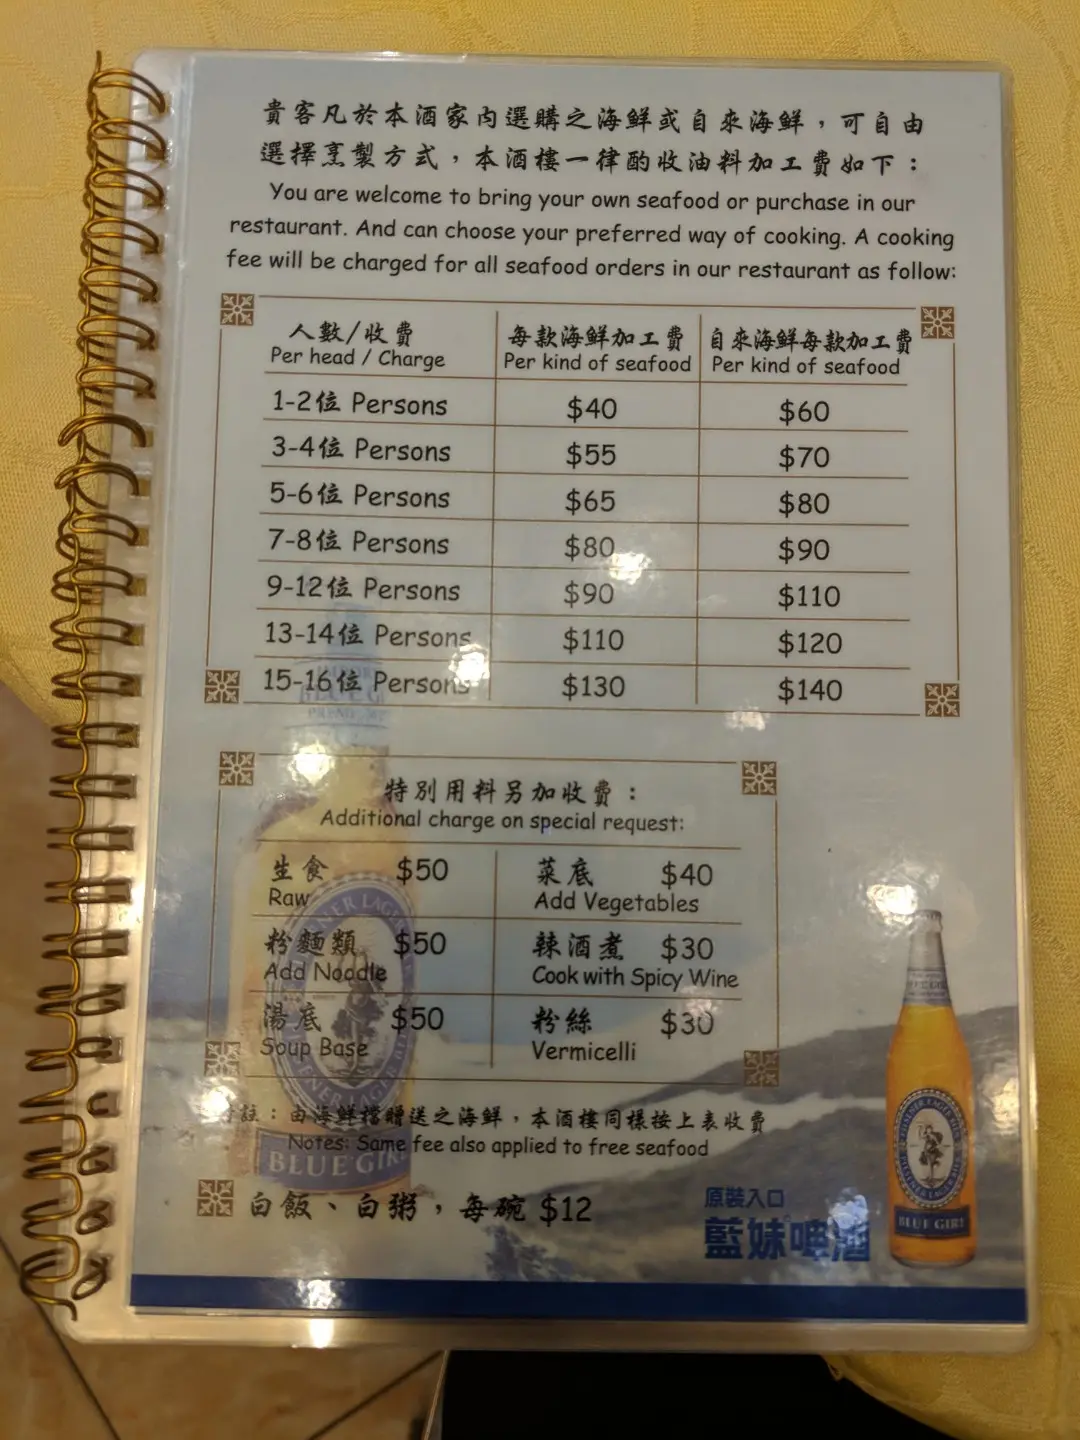 貴客凡於本酒家內選購之海鮮或自來海鮮，可自由
選擇烹製方式，本酒樓一律酌收油料加工費如下：
You are welcome to bring your own seafood or purchase in our
restaurant. And can choose your preferred way of cooking. A cooking
fee will be charged for all seafood orders in our restaurant as follow:
人數/收費 每款海鮮加工費 自來海鮮每款加工費
Per head / Charge Per kind of seafood Per kind of seafood
1-2位 Persons $40 $60
3-4位 Persons $55 $70
5-6位 Persons $65 $80
7-8位 Persons $80 $90
9-12位 Persons $90 $110
13-14位 Persons $110 $120
15-16位 Persons $130 $140
特別用料另加收費：
Additional charge on special request:
生食 $50 菜底 $40
Raw Add Vegetables
粉麵類 $50 辣酒煮 $30
Add Noodle Cook with Spicy Wine
湯底 $50 粉絲 $30
Soup Base Vermicelli
附註：由海鮮檔贈送之海鮮，本酒樓同樣按上表收費
Notes: Same fee also applied to free seafood
BLUE GIRL
白飯、白粥，每碗 $12
原裝入口
藍妹啤酒
BLUE GIRL